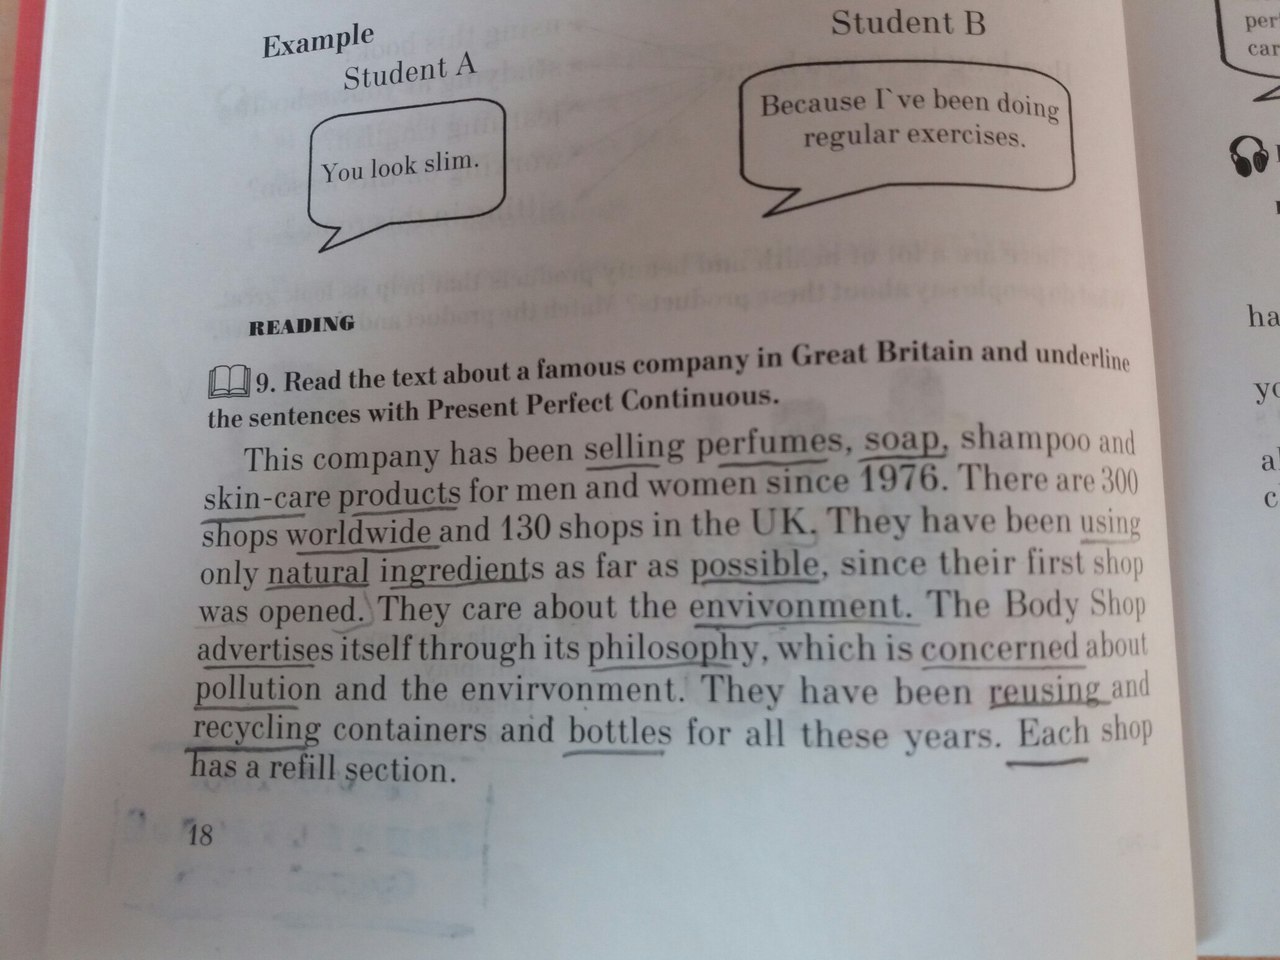 Example
Student A
Student B
You look slim.
Because I`ve been doing
regular exercises.
READING
9. Read the text about a famous company in Great Britain and underline
the sentences with Present Perfect Continuous.
This company has been selling perfumes, soap, shampoo and
skin-care products for men and women since 1976. There are 300
shops worldwide and 130 shops in the UK. They have been using
only natural ingredients as far as possible, since their first shop
was opened. They care about the envivonment. The Body Shop
advertises itself through its philosophy, which is concerned about
pollution and the envirvonment. They have been reusing and
recycling containers and bottles for all these years. Each shop
has a refill section.
18
per
car
ha